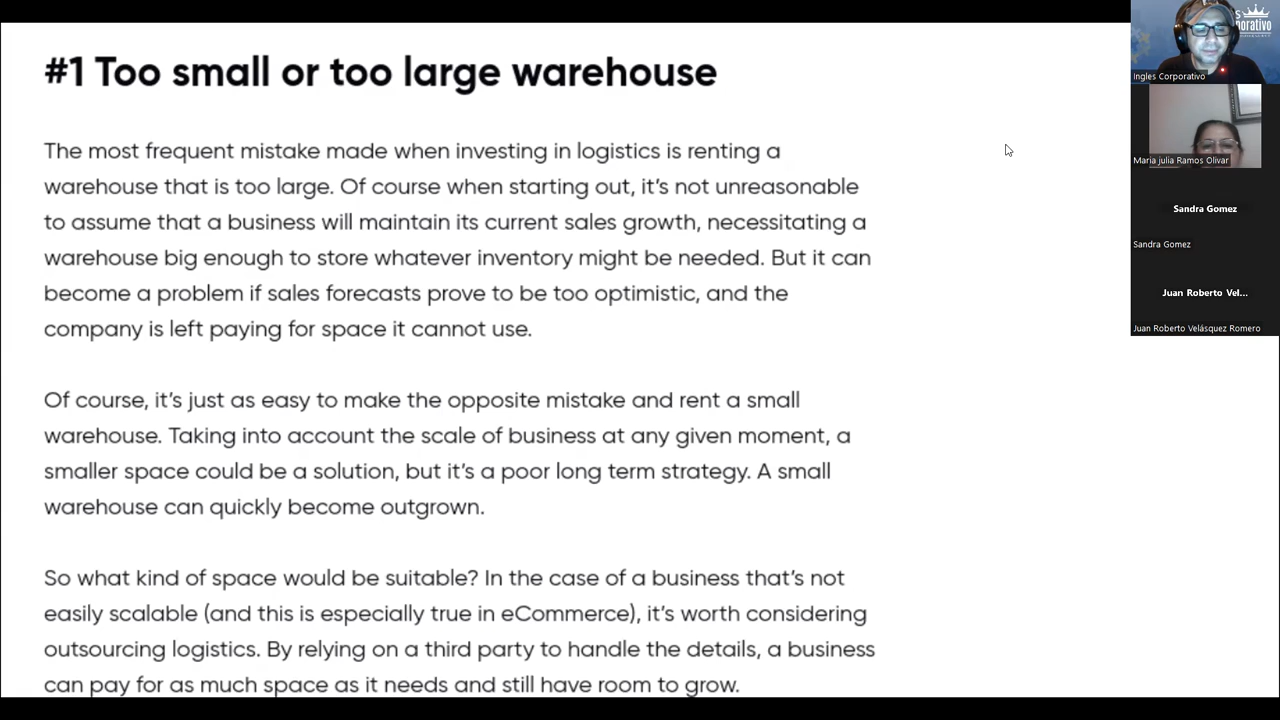 #1 Too small or too large warehouse
The most frequent mistake made when investing in logistics is renting a
warehouse that is too large. Of course when starting out, it's not unreasonable
to assume that a business will maintain its current sales growth, necessitating a
warehouse big enough to store whatever inventory might be needed. But it can
become a problem if sales forecasts prove to be too optimistic, and the
company is left paying for space it cannot use.
Of course, it's just as easy to make the opposite mistake and rent a small
warehouse. Taking into account the scale of business at any given moment, a
smaller space could be a solution, but it's a poor long term strategy. A small
warehouse can quickly become outgrown.
So what kind of space would be suitable? In the case of a business that's not
easily scalable (and this is especially true in eCommerce), it's worth considering
outsourcing logistics. By relying on a third party to handle the details, a business
can pay for as much space as it needs and still have room to grow.
Ingles Corporativo
Maria julia Ramos Olivar
Sandra Gomez
Sandra Gomez
Juan Roberto Vel...
Juan Roberto Velásquez Romero